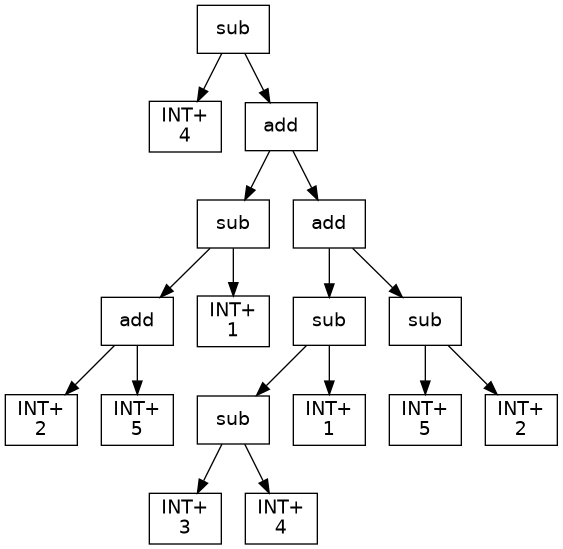 sub
INT+
4
add
sub
add
add
INT+
1
sub
sub
INT+
2
INT+
5
sub
INT+
1
INT+
5
INT+
2
INT+
3
INT+
4